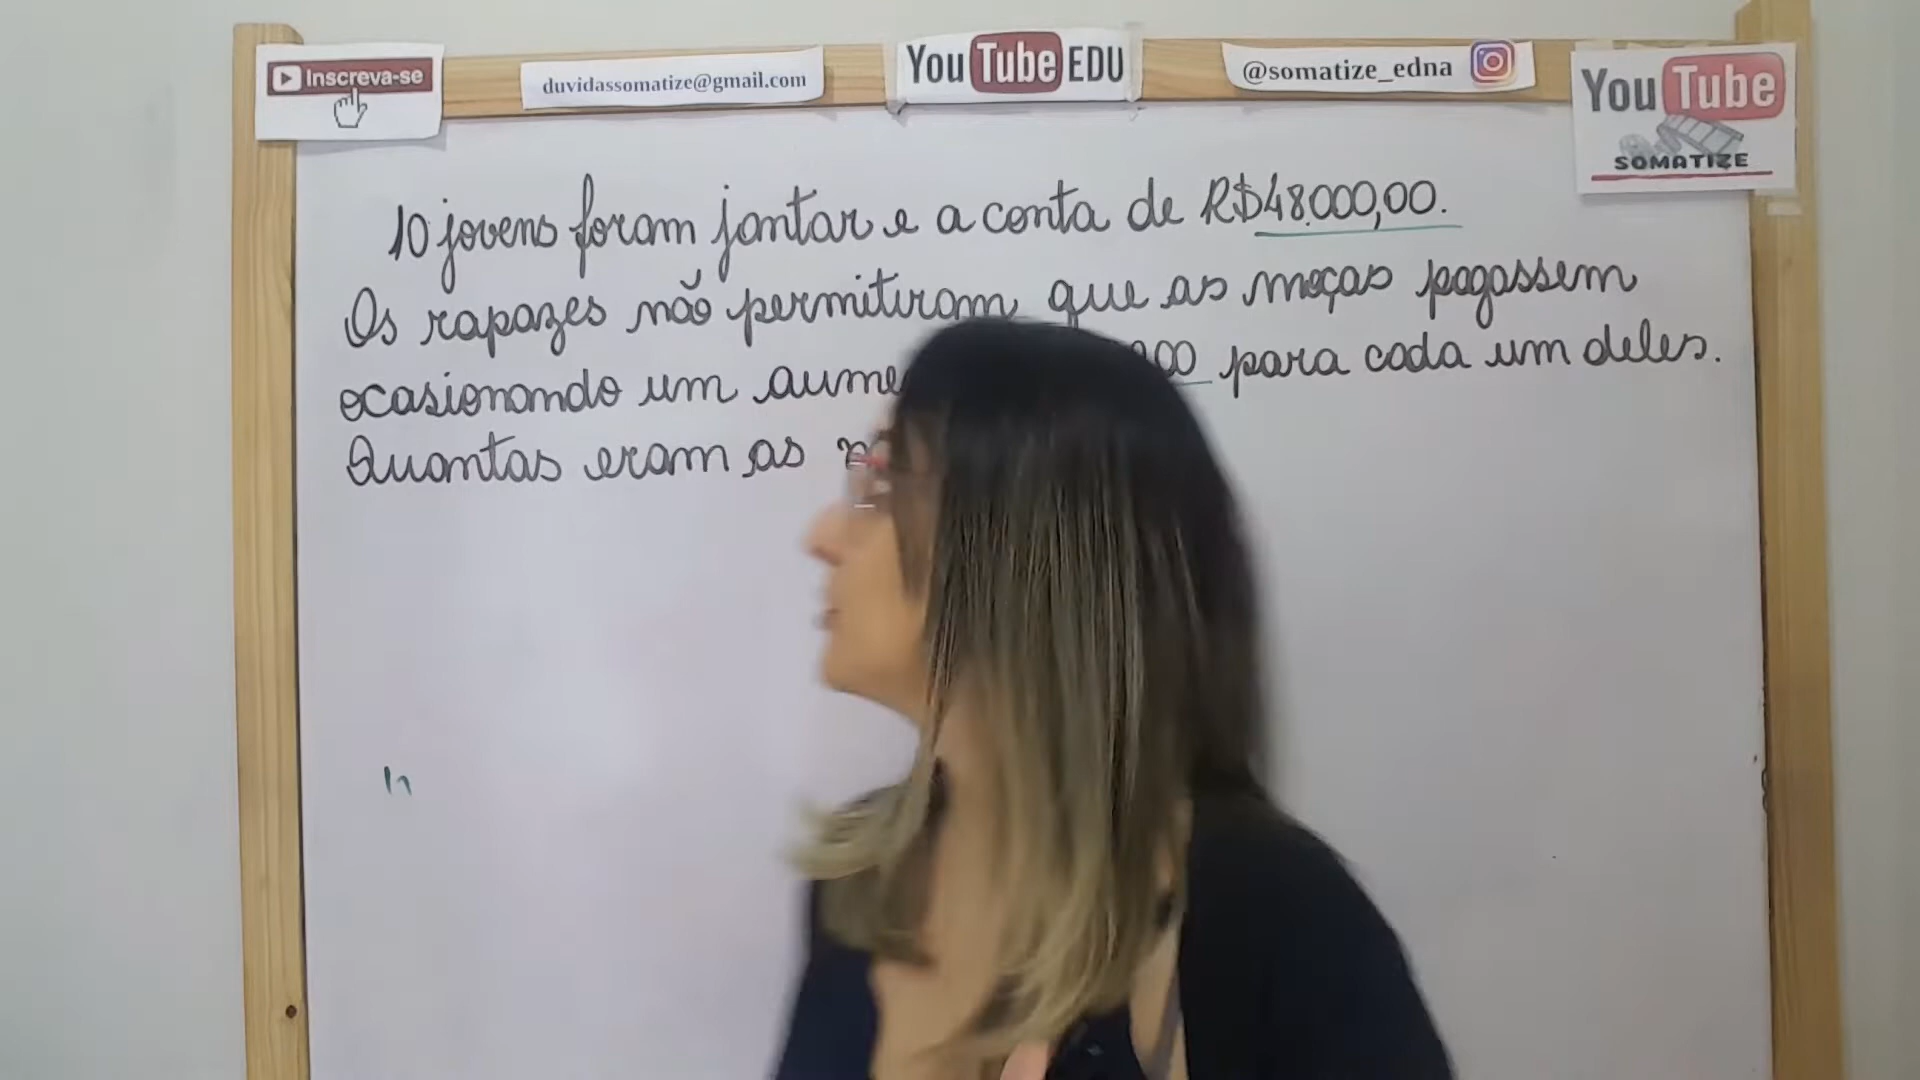 Inscreva-se
duvidassomatize@gmail.com
YouTube EDU
@somatize_edna
YouTube
SOMATIZE
10 jovens foram jantar e a conta de R$48.000,00.
Os rapazes não permitiram que as moças pagassem
ocasionando um para cada um deles.
Quantas eram as